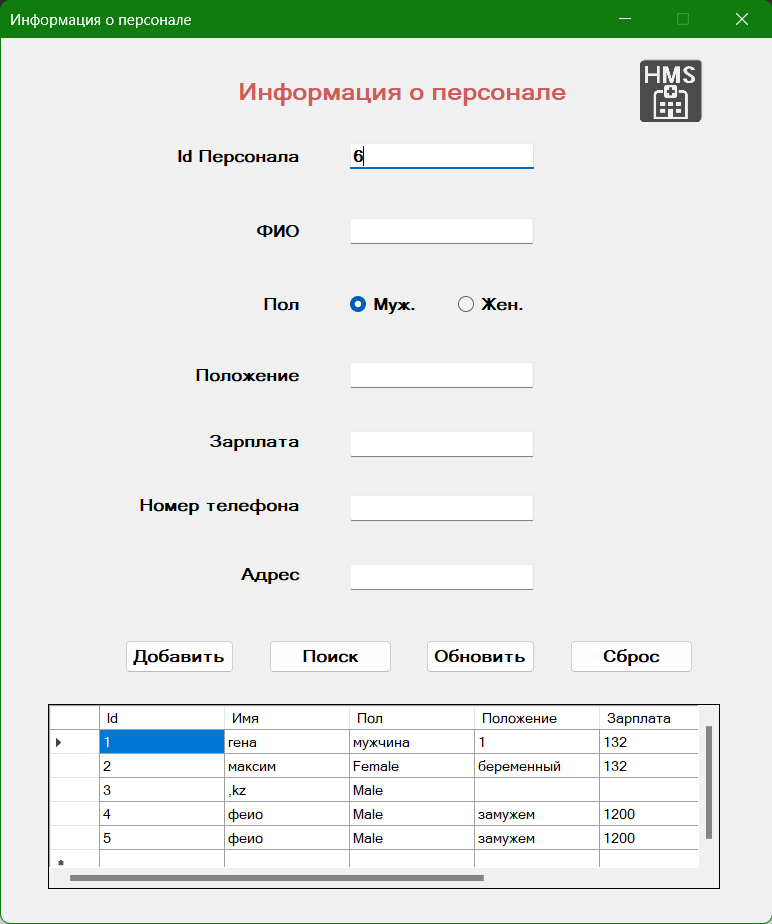 Информация о персонале
HMS
Информация о персонале
Id Персонала 6
ФИО
Пол Муж. Жен.
Положение
Зарплата
Номер телефона
Адрес
Добавить Поиск Обновить Сброс
Id Имя Пол Положение Зарплата
1 гена мужчина 1 132
2 максим Female беременный 132
3 ,kz Male
4 феио Male замужем 1200
5 феио Male замужем 1200